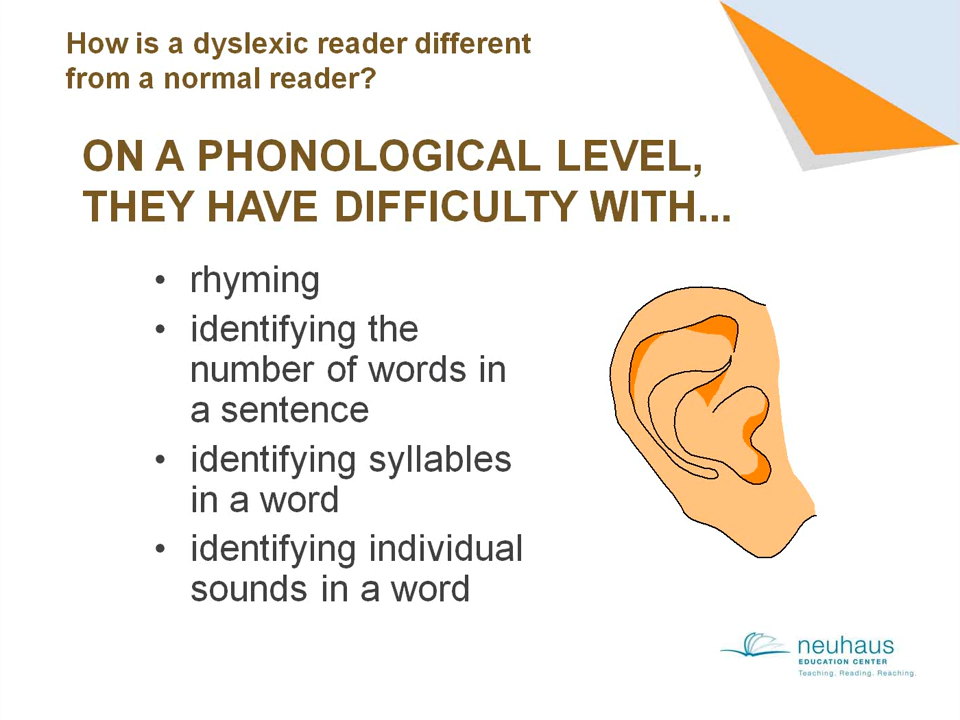 How is a dyslexic reader different
from a normal reader?
ON A PHONOLOGICAL LEVEL,
THEY HAVE DIFFICULTY WITH...
• rhyming
• identifying the
number of words in
a sentence
• identifying syllables
in a word
• identifying individual
sounds in a word
neuhaus
EDUCATION CENTER
Teaching. Reading. Reaching.